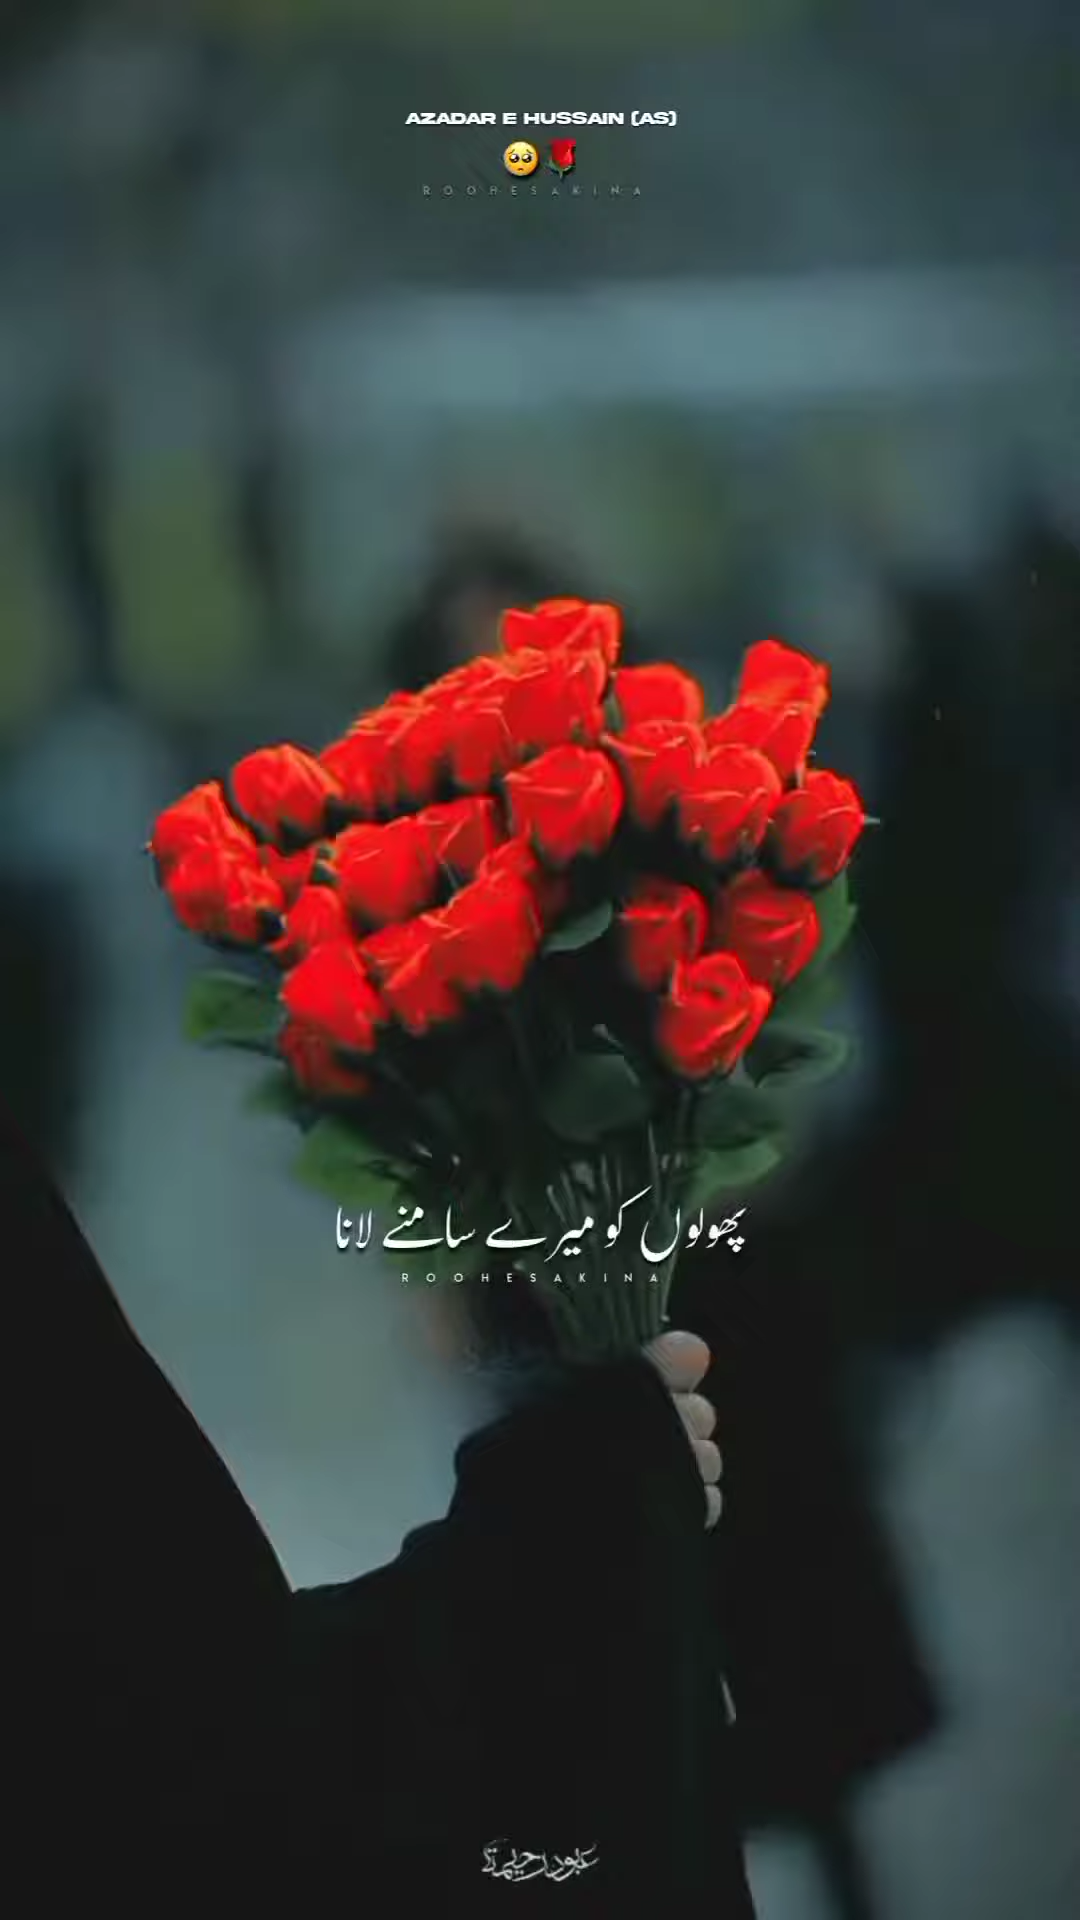 AZADAR E HUSSAIN (AS)
🥺🌹
ROOHESAKINA
پھولوں کو میرے سامنے لانا
ROOHESAKINA